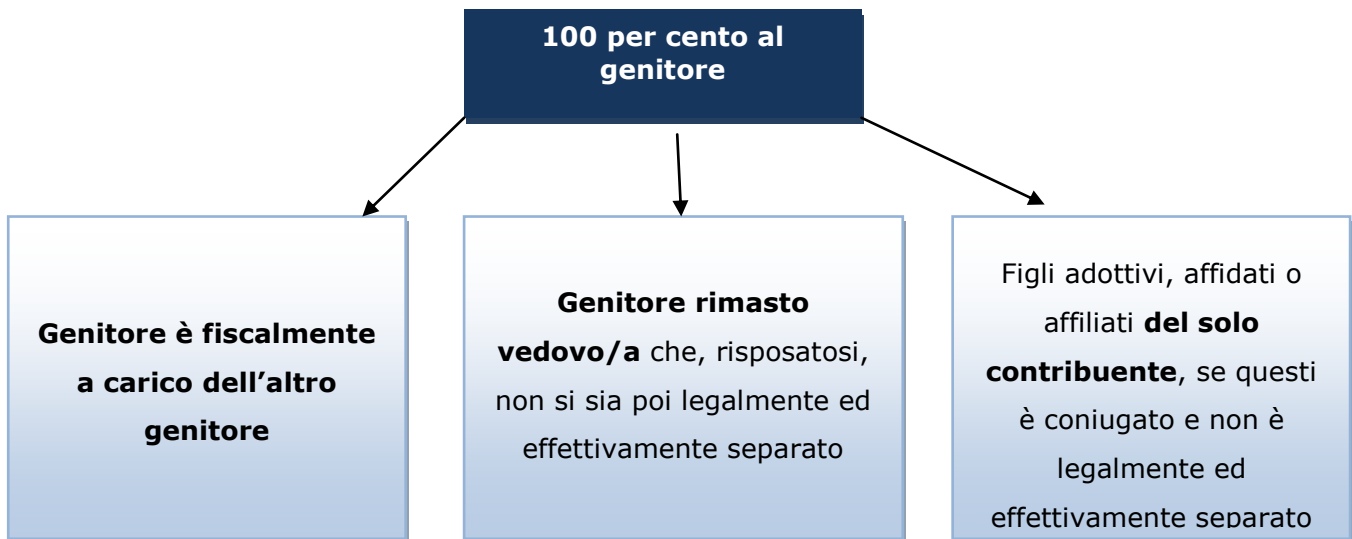 100 per cento al
genitore
Genitore è fiscalmente
a carico dell’altro
genitore
Genitore rimasto
vedovo/a che, risposatosi,
non si sia poi legalmente ed
effettivamente separato
Figli adottivi, affidati o
affiliati del solo
contribuente, se questi
è coniugato e non è
legalmente ed
effettivamente separato